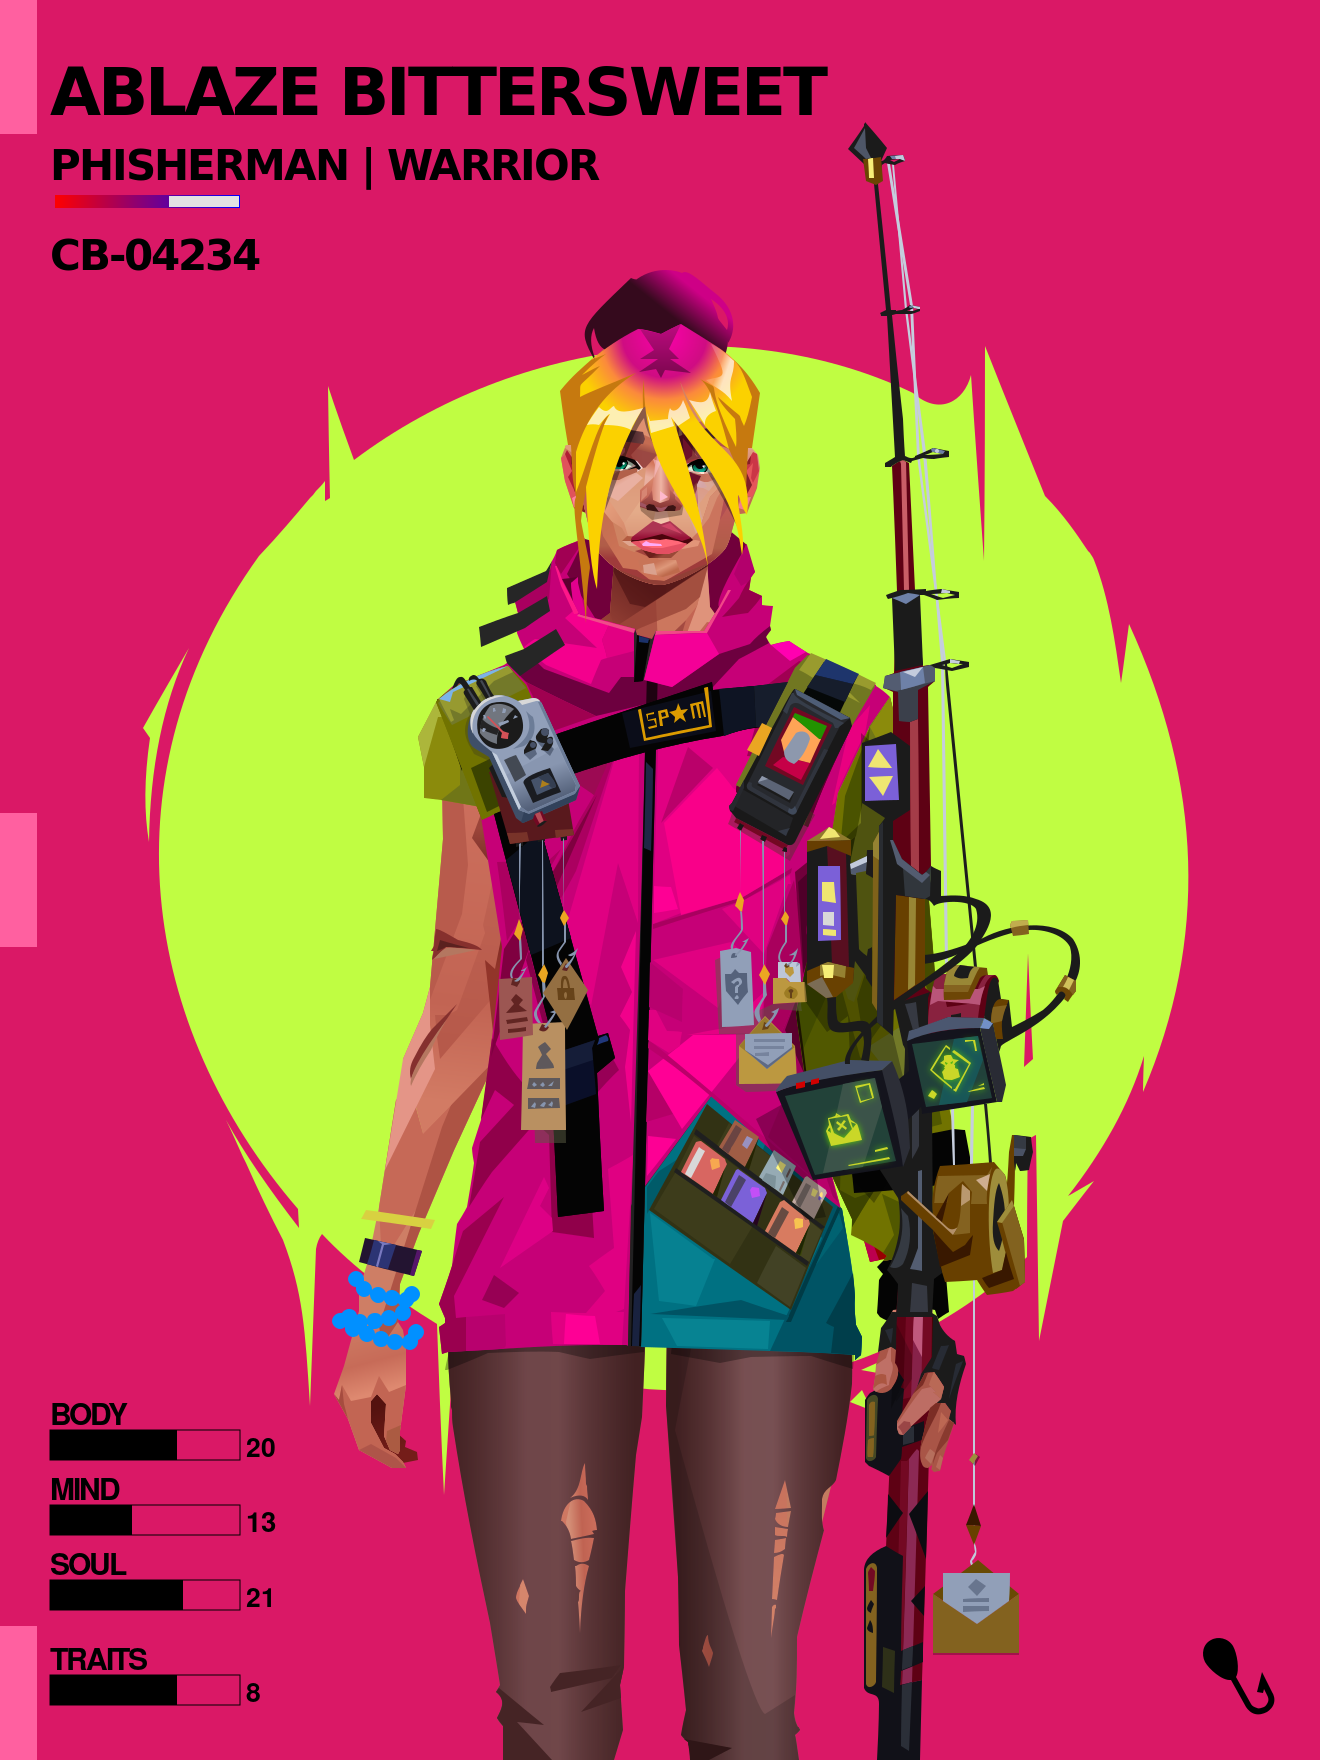 ABLAZE BITTERSWEET
PHISHERMAN | WARRIOR
CB-04234
SP★M
?
BODY
20
MIND
13
SOUL
21
TRAITS
8